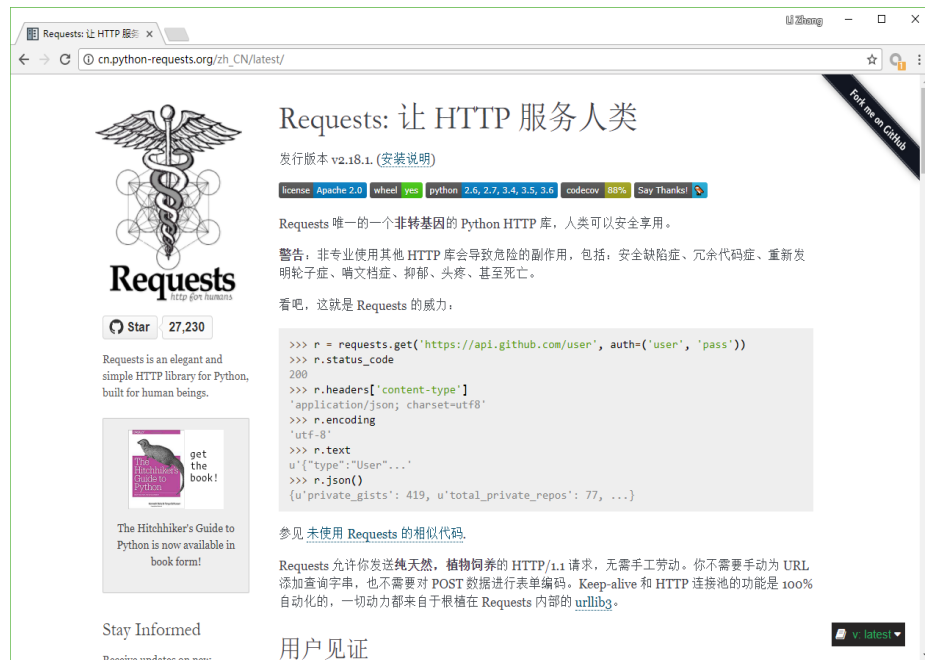 Li Zhang
Requests: 让 HTTP 服务
cn.python-requests.org/zh_CN/latest/
Fork me on GitHub
Requests
http for humans
Star 27,230
Requests is an elegant and
simple HTTP library for Python,
built for human beings.
The
Hitchhiker's
Guide to
Python
get
the
book!
The Hitchhiker's Guide to
Python is now available in
book form!
Stay Informed
Receive updates on new
Requests: 让 HTTP 服务人类
发行版本 v2.18.1. (安装说明)
license Apache 2.0 wheel yes python 2.6, 2.7, 3.4, 3.5, 3.6 codecov 88% Say Thanks!
Requests 唯一的一个非转基因的 Python HTTP 库，人类可以安全享用。
警告：非专业使用其他 HTTP 库会导致危险的副作用，包括：安全缺陷症、冗余代码症、重新发
明轮子症、啃文档症、抑郁、头疼、甚至死亡。
看吧，这就是 Requests 的威力：
>>> r = requests.get('https://api.github.com/user', auth=('user', 'pass'))
>>> r.status_code
200
>>> r.headers['content-type']
'application/json; charset=utf8'
>>> r.encoding
'utf-8'
>>> r.text
u'{"type":"User"...'
>>> r.json()
{u'private_gists': 419, u'total_private_repos': 77, ...}
参见 未使用 Requests 的相似代码.
Requests 允许你发送纯天然，植物饲养的 HTTP/1.1 请求，无需手工劳动。你不需要手动为 URL
添加查询字串，也不需要对 POST 数据进行表单编码。Keep-alive 和 HTTP 连接池的功能是 100%
自动化的，一切动力都来自于根植在 Requests 内部的 urllib3。
用户见证
v: latest